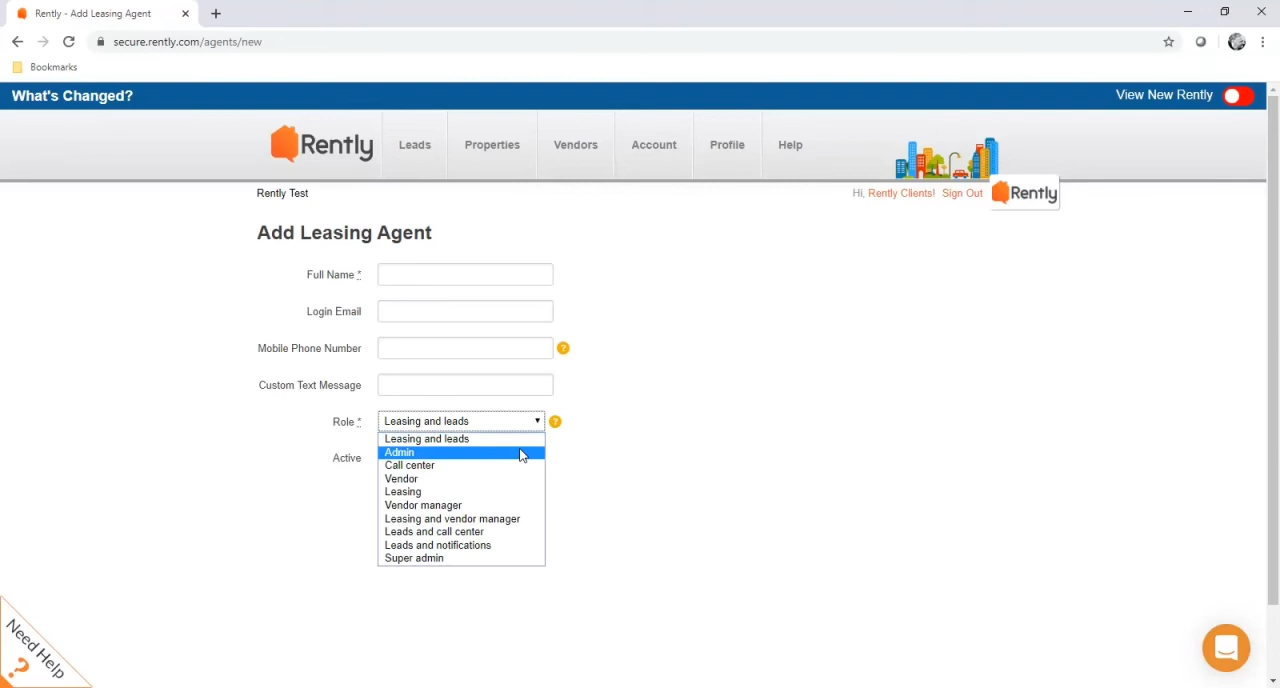 Rently - Add Leasing Agent
secure.rently.com/agents/new
Bookmarks
What's Changed?
View New Rently
Rently
Leads
Properties
Vendors
Account
Profile
Help
Rently Test
Hi, Rently Clients! Sign Out
Rently
Add Leasing Agent
Full Name *
Login Email
Mobile Phone Number
?
Custom Text Message
Role *
Leasing and leads
?
Leasing and leads
Admin
Active
Call center
Vendor
Leasing
Vendor manager
Leasing and vendor manager
Leads and call center
Leads and notifications
Super admin
Need Help
?